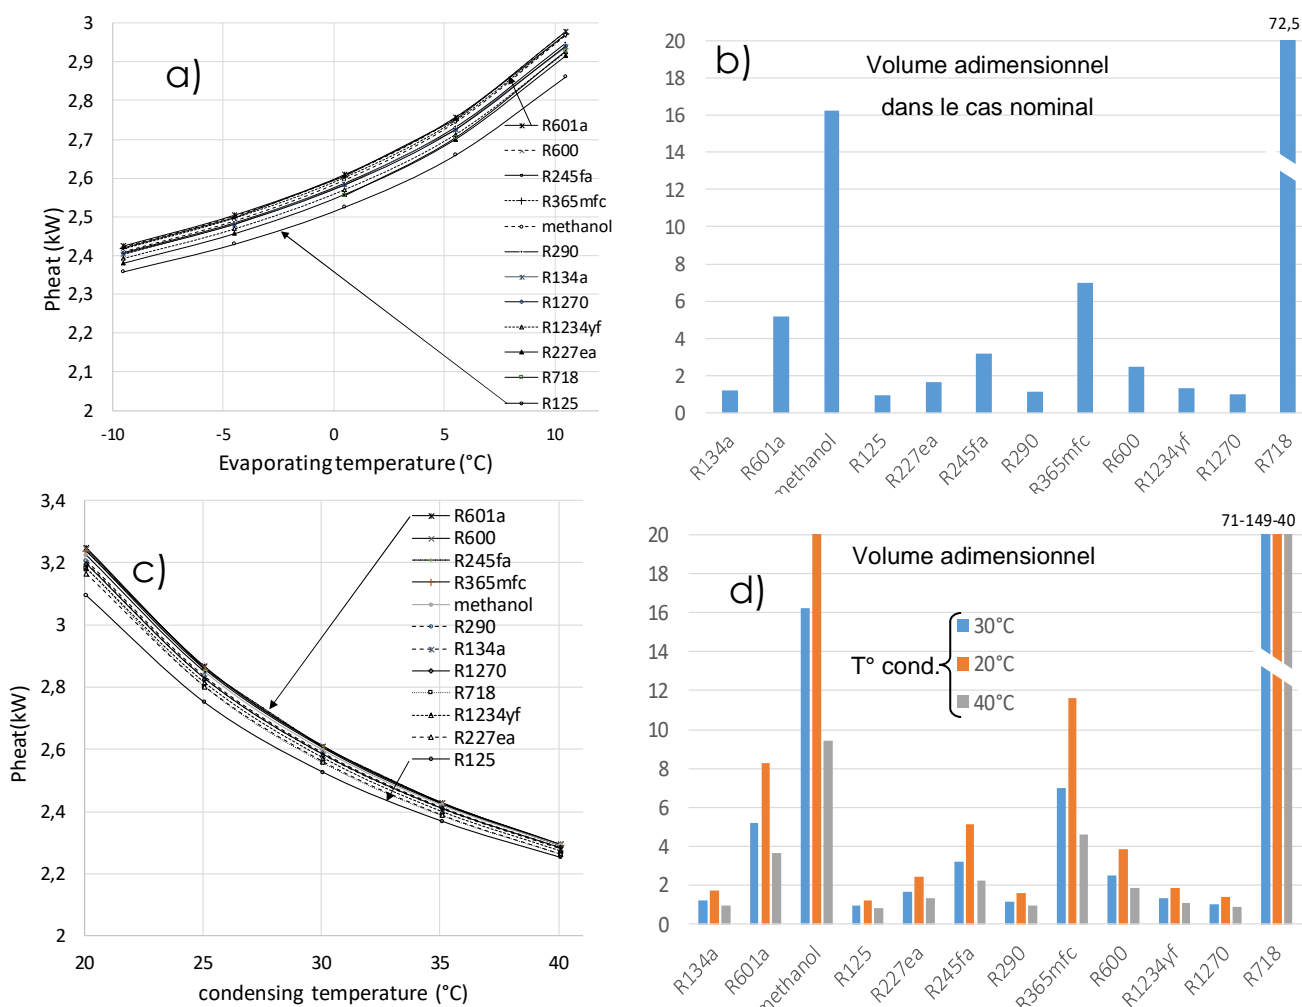 a)
3
2,9
2,8
2,7
2,6
2,5
2,4
2,3
2,2
2,1
2
Pheat (kW)
-10
-5
0
5
10
Evaporating temperature (°C)
R601a
R600
R245fa
R365mfc
methanol
R290
R134a
R1270
R1234yf
R227ea
R718
R125
b)
Volume adimensionnel
dans le cas nominal
72,5
20
18
16
14
12
10
8
6
4
2
0
R134a
R601a
methanol
R125
R227ea
R245fa
R290
R365mfc
R600
R1234yf
R1270
R718
c)
3,4
3,2
3
2,8
2,6
2,4
2,2
2
Pheat(kW)
20
25
30
35
40
condensing temperature (°C)
R601a
R600
R245fa
R365mfc
methanol
R290
R134a
R1270
R718
R1234yf
R227ea
R125
d)
Volume adimensionnel
71-149-40
T° cond.
30°C
20°C
40°C
20
18
16
14
12
10
8
6
4
2
0
R134a
R601a
methanol
R125
R227ea
R245fa
R290
R365mfc
R600
R1234yf
R1270
R718